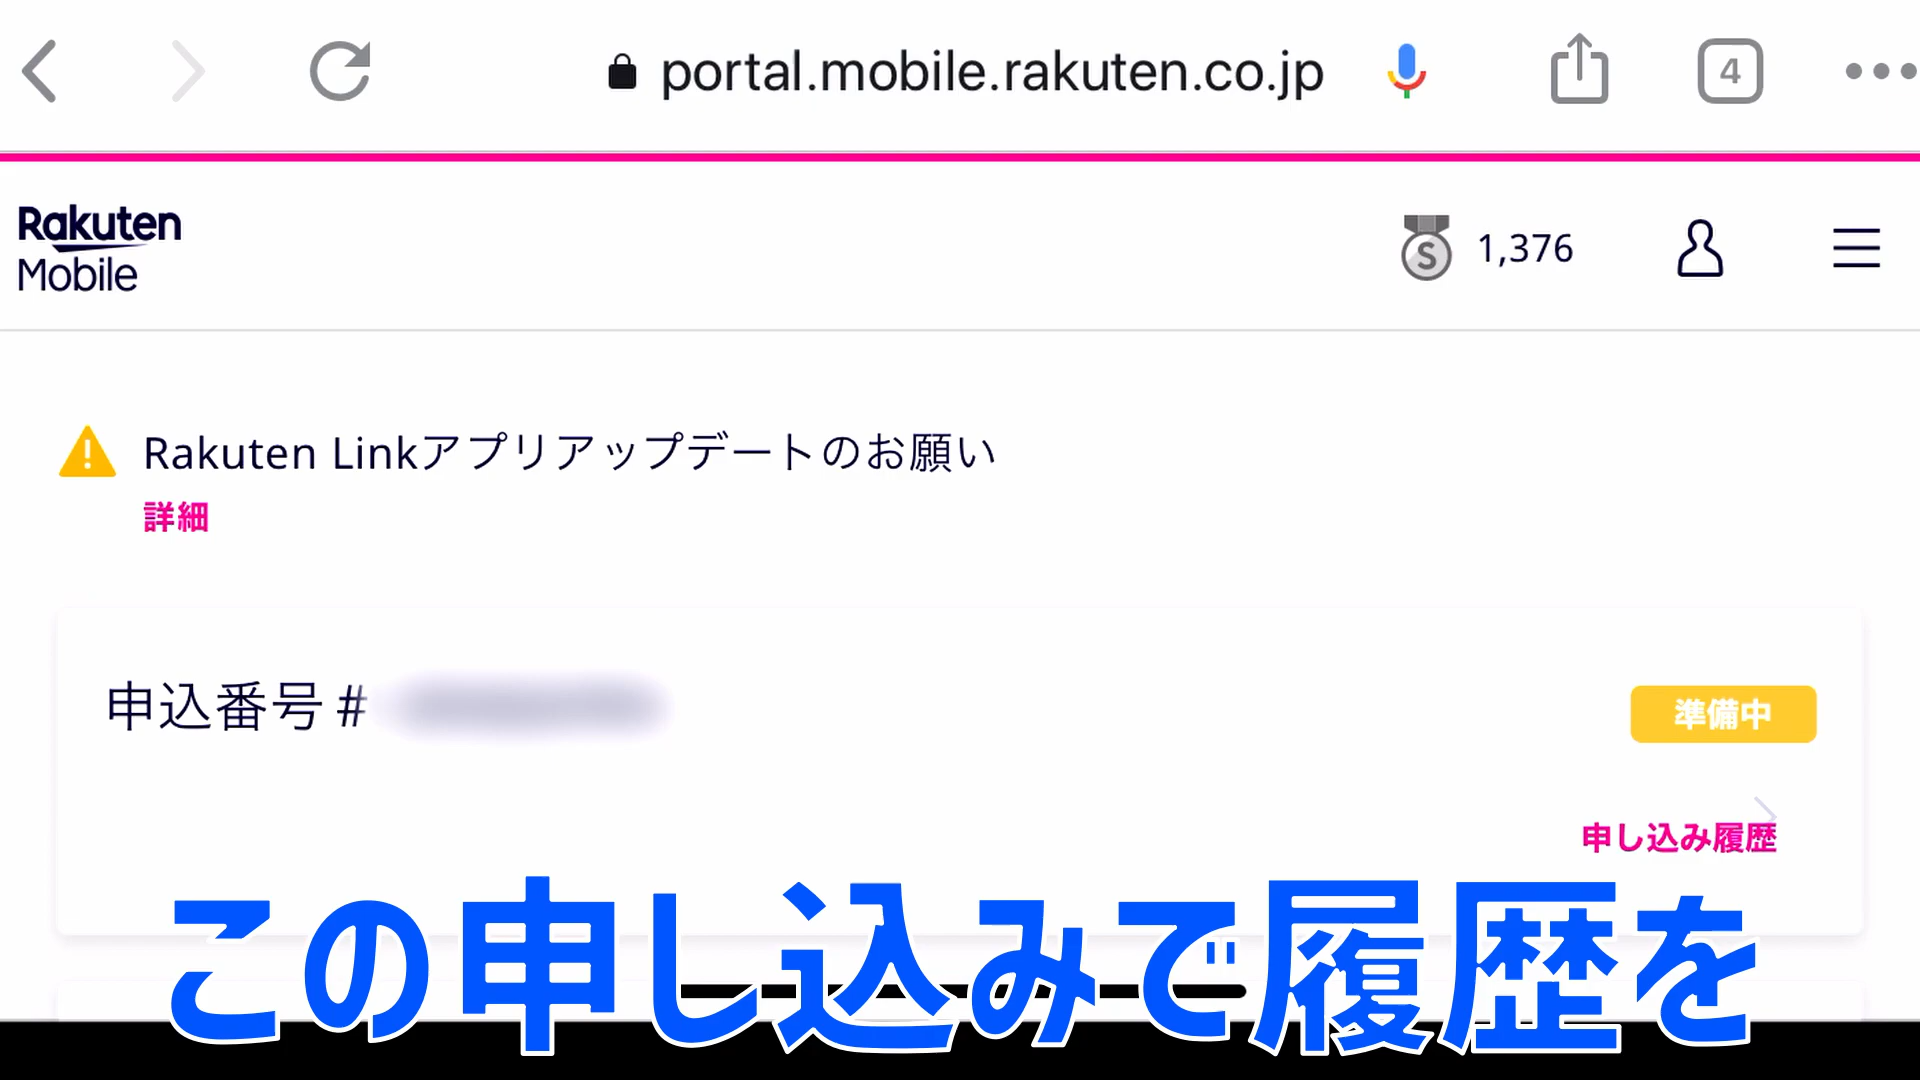 portal.mobile.rakuten.co.jp
4
Rakuten
Mobile
S
1,376
Rakuten Linkアプリアップデートのお願い
詳細
申込番号 #
準備中
申し込み履歴
この申し込みで履歴を